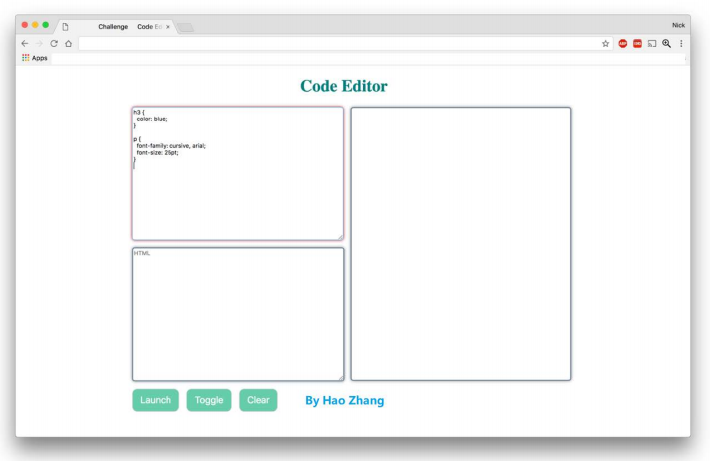 Challenge Code Ed
Nick
Apps
Code Editor
h3 {
color: blue;
}
p {
font-family: cursive, arial;
font-size: 25pt;
}
HTML
Launch Toggle Clear By Hao Zhang